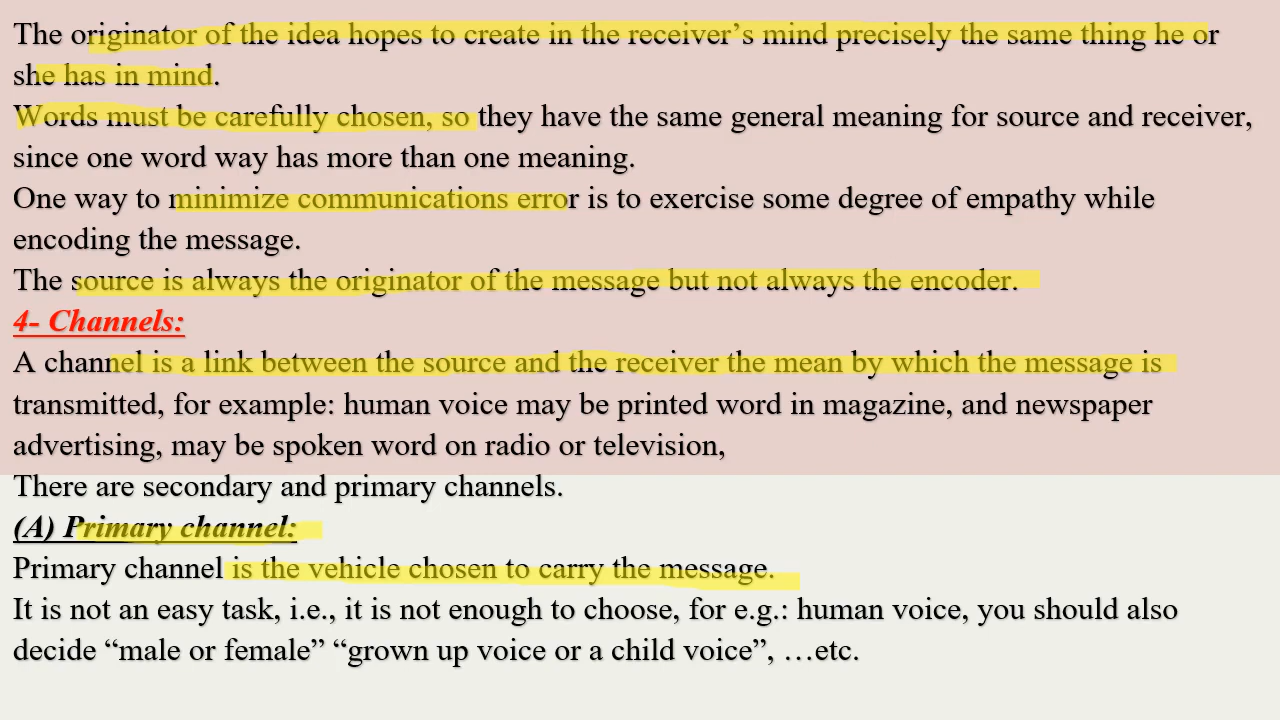 The originator of the idea hopes to create in the receiver’s mind precisely the same thing he or
she has in mind.
Words must be carefully chosen, so they have the same general meaning for source and receiver,
since one word way has more than one meaning.
One way to minimize communications error is to exercise some degree of empathy while
encoding the message.
The source is always the originator of the message but not always the encoder.
4- Channels:
A channel is a link between the source and the receiver the mean by which the message is
transmitted, for example: human voice may be printed word in magazine, and newspaper
advertising, may be spoken word on radio or television,
There are secondary and primary channels.
(A) Primary channel:
Primary channel is the vehicle chosen to carry the message.
It is not an easy task, i.e., it is not enough to choose, for e.g.: human voice, you should also
decide “male or female” “grown up voice or a child voice”, …etc.